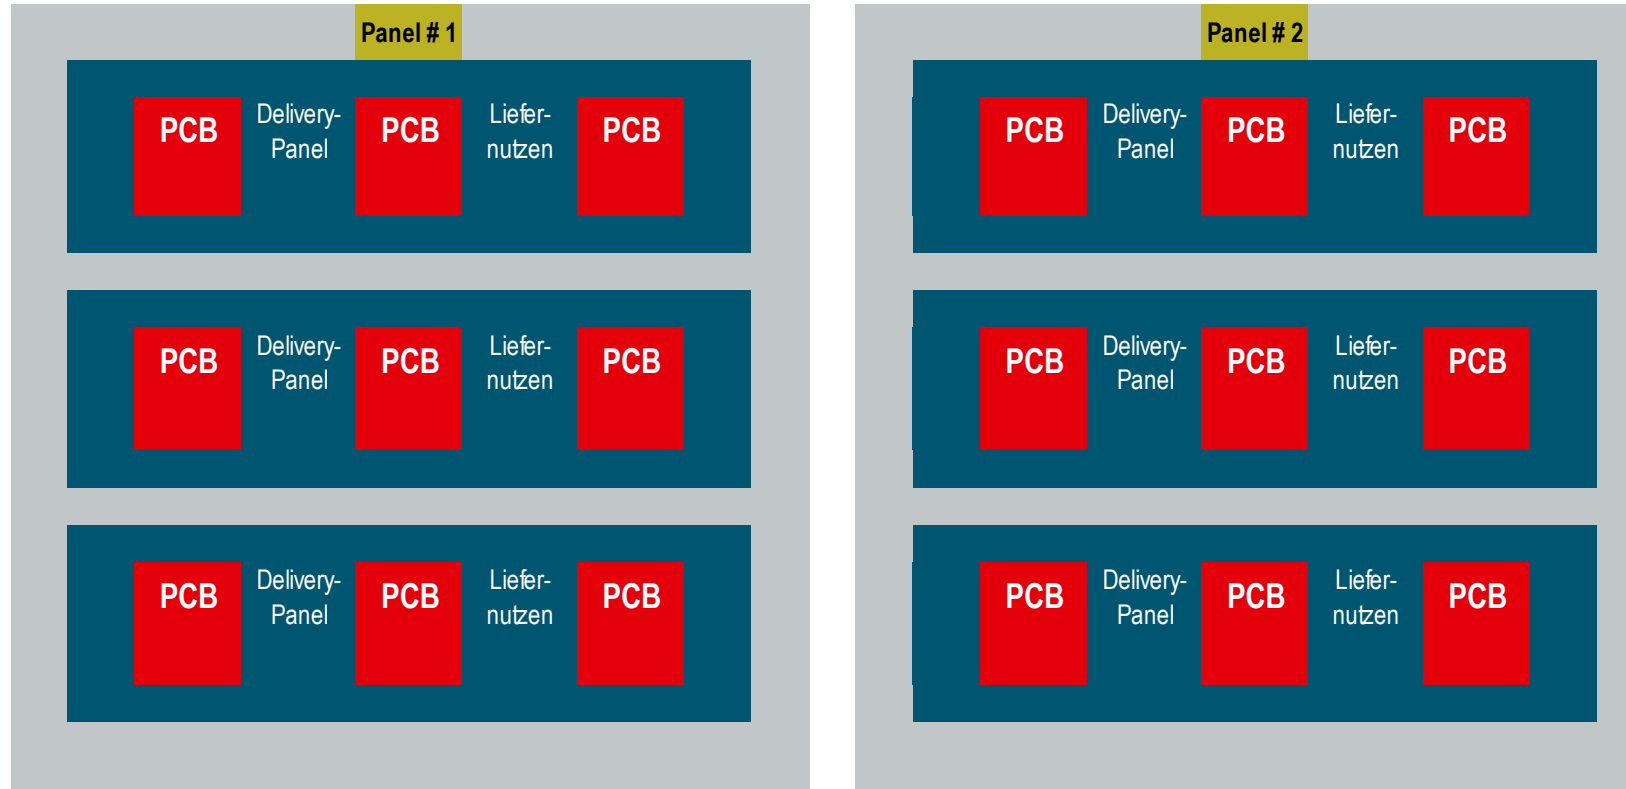 Panel # 1
PCB
Delivery-
Panel
PCB
Liefer-
nutzen
PCB
PCB
Delivery-
Panel
PCB
Liefer-
nutzen
PCB
PCB
Delivery-
Panel
PCB
Liefer-
nutzen
PCB
Panel # 2
PCB
Delivery-
Panel
PCB
Liefer-
nutzen
PCB
PCB
Delivery-
Panel
PCB
Liefer-
nutzen
PCB
PCB
Delivery-
Panel
PCB
Liefer-
nutzen
PCB